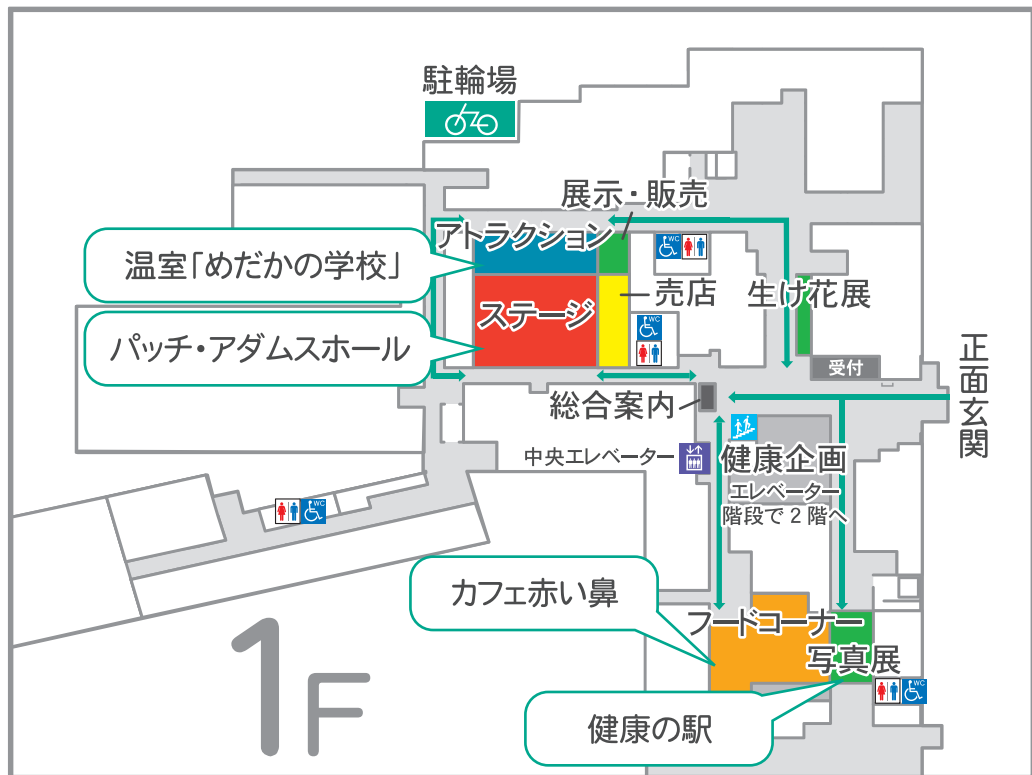 駐輪場
展示・販売
アトラクション
温室「めだかの学校」
WC
売店
生け花展
ステージ
パッチ・アダムスホール
WC
受付
正面玄関
総合案内
中央エレベーター
健康企画
エレベーター
階段で2階へ
WC
カフェ赤い鼻
フードコーナー
写真展
WC
健康の駅
1F